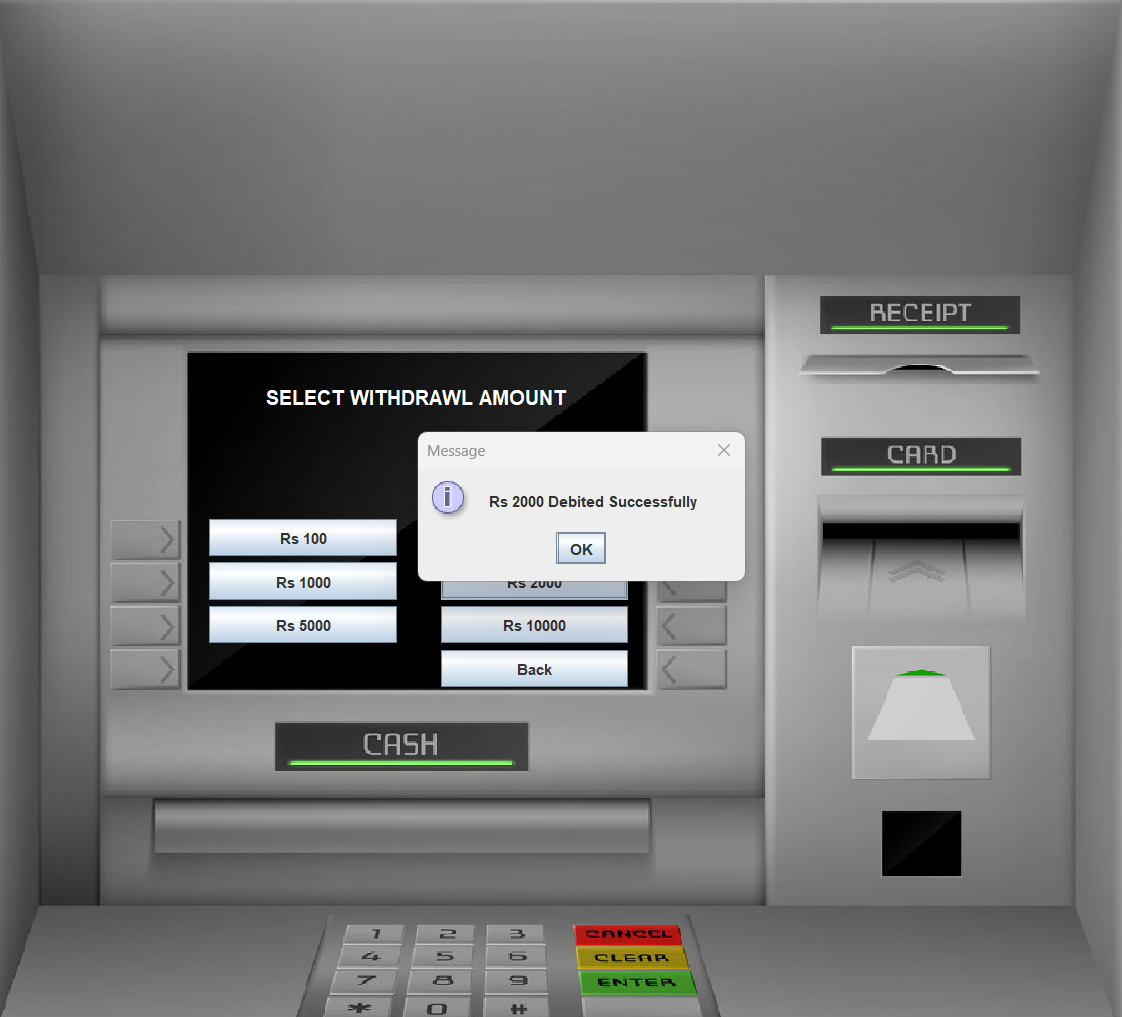 RECEIPT
SELECT WITHDRAWL AMOUNT
Message
CARD
Rs 2000 Debited Successfully
OK
Rs 100
Rs 1000
Rs 2000
Rs 5000
Rs 10000
Back
CASH
1 2 3 CANCEL
4 5 6 CLEAR
7 8 9 ENTER
* 0 #